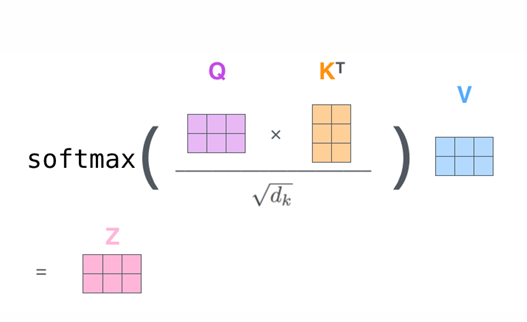 Q × Kᵀ V
softmax( )
√dₖ
Z
=